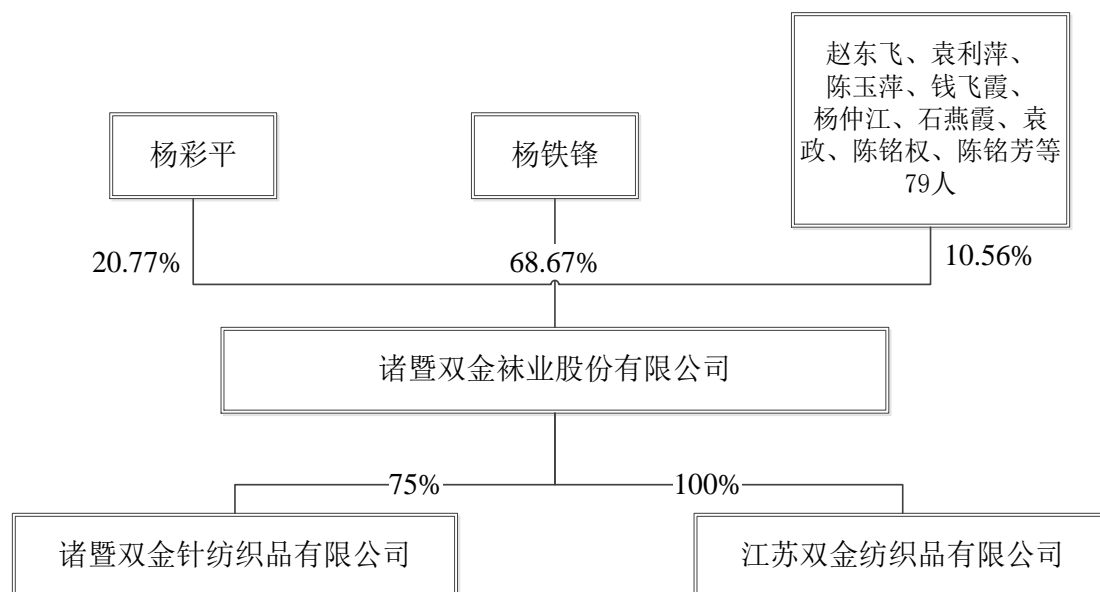 赵东飞、袁利萍、
陈玉萍、钱飞霞、
杨仲江、石燕霞、袁
政、陈铭权、陈铭芳等
79人
杨彩平
杨铁锋
20.77%
68.67%
10.56%
诸暨双金袜业股份有限公司
75%
100%
诸暨双金针纺织品有限公司
江苏双金纺织品有限公司